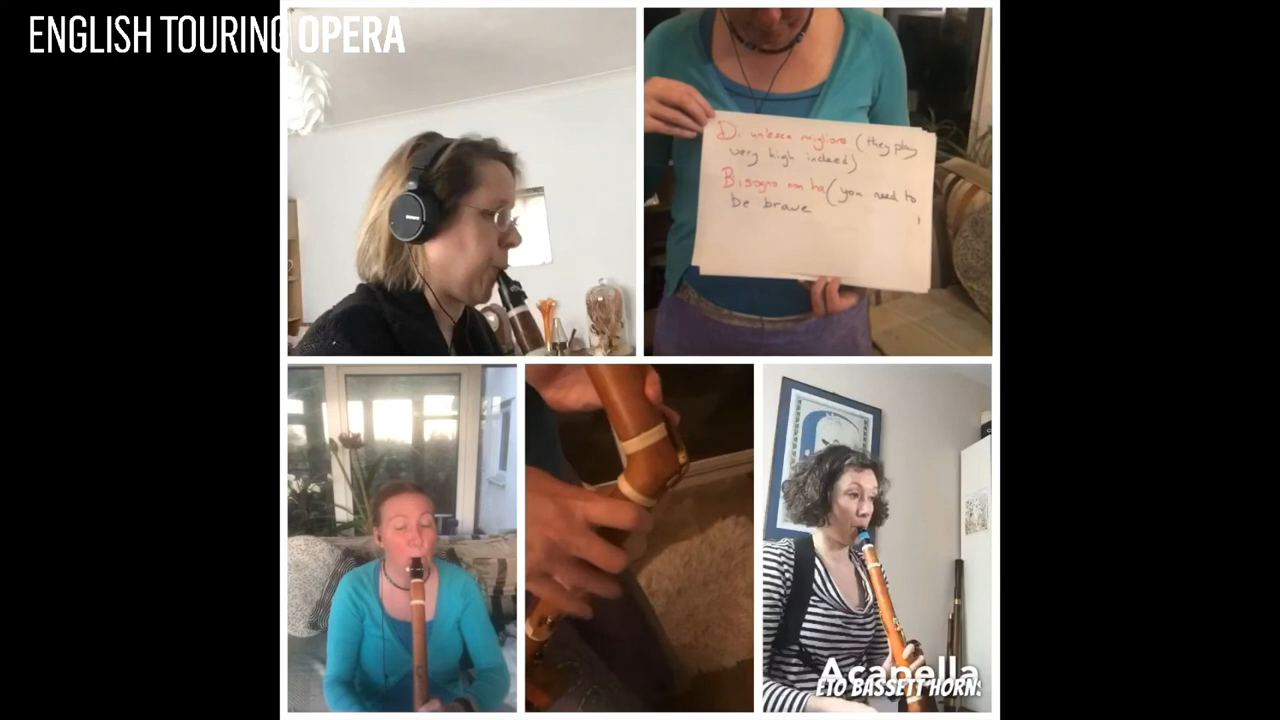 ENGLISH TOURING OPERA
Di un'esca migliore (they play
very high indeed)
Bisogno non ha (you need to
be brave
Acapella
ETO BASSETT HORN: